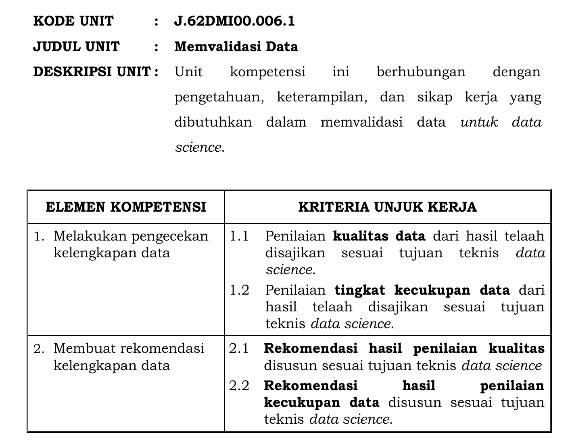 KODE UNIT : J.62DMI00.006.1
JUDUL UNIT : Memvalidasi Data
DESKRIPSI UNIT : Unit kompetensi ini berhubungan dengan
pengetahuan, keterampilan, dan sikap kerja yang
dibutuhkan dalam memvalidasi data untuk data
science.
ELEMEN KOMPETENSI
KRITERIA UNJUK KERJA
1. Melakukan pengecekan
kelengkapan data
1.1 Penilaian kualitas data dari hasil telaah
disajikan sesuai tujuan teknis data
science.
1.2 Penilaian tingkat kecukupan data dari
hasil telaah disajikan sesuai tujuan
teknis data science.
2. Membuat rekomendasi
kelengkapan data
2.1 Rekomendasi hasil penilaian kualitas
disusun sesuai tujuan teknis data science
2.2 Rekomendasi hasil penilaian
kecukupan data disusun sesuai tujuan
teknis data science.